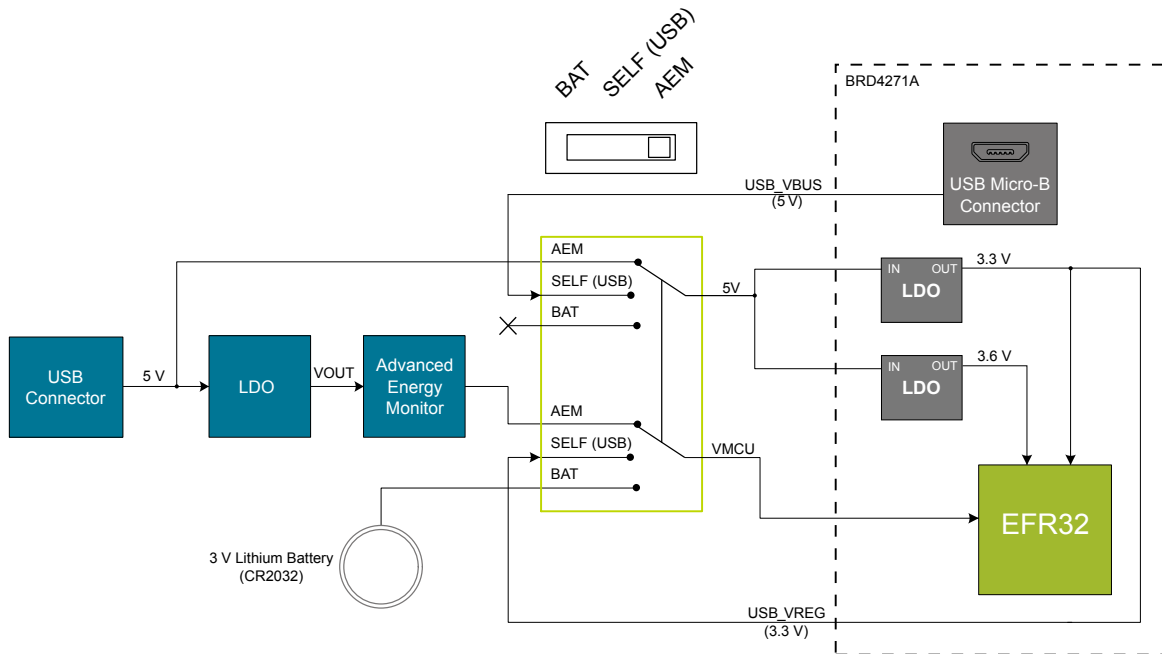 BAT
SELF (USB)
AEM
BRD4271A
USB Micro-B
Connector
USB_VBUS
(5 V)
AEM
SELF (USB)
BAT
5V
IN
OUT
LDO
3.3 V
IN
OUT
LDO
3.6 V
USB
Connector
5 V
LDO
VOUT
Advanced
Energy
Monitor
AEM
SELF (USB)
BAT
VMCU
EFR32
3 V Lithium Battery
(CR2032)
USB_VREG
(3.3 V)